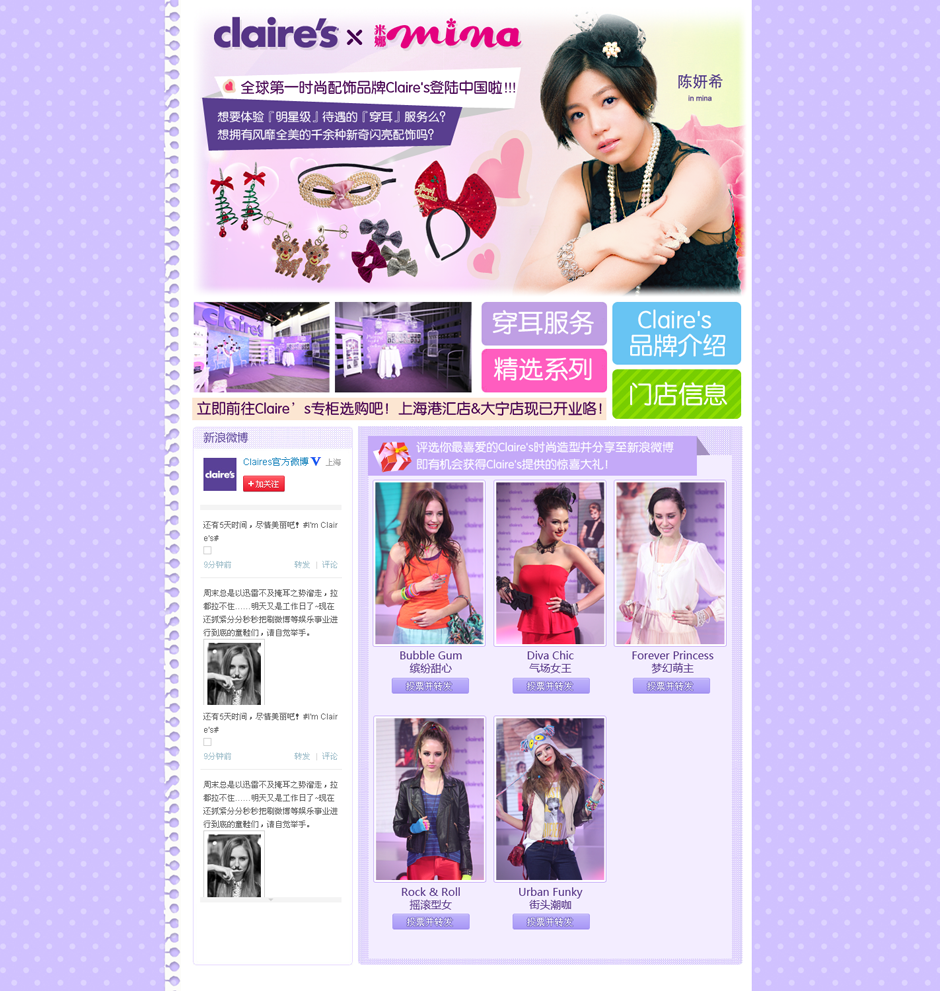 claire's × 米娜 mina
陈妍希
in mina
全球第一时尚配饰品牌Claire's登陆中国啦!!!
想要体验『明星级』待遇的『穿耳』服务么?
想拥有风靡全美的千余种新奇闪亮配饰吗?
claire's
穿耳服务
精选系列
Claire's
品牌介绍
门店信息
立即前往Claire’s专柜选购吧! 上海港汇店&大宁店现已开业咯!
新浪微博
claire's
Claires官方微博 上海
+加关注
还有5天时间，尽情美丽吧! #I'm Clair
e's#
9分钟前 转发 | 评论
周末总是以迅雷不及掩耳之势溜走，拉
都拉不住……明天又是工作日了~现在
还抓紧分分秒秒把刷微博等娱乐事业进
行到底的童鞋们，请自觉举手。
还有5天时间，尽情美丽吧! #I'm Clair
e's#
9分钟前 转发 | 评论
周末总是以迅雷不及掩耳之势溜走，拉
都拉不住……明天又是工作日了~现在
还抓紧分分秒秒把刷微博等娱乐事业进
行到底的童鞋们，请自觉举手。
评选你最喜爱的Claire's时尚造型并分享至新浪微博
即有机会获得Claire's提供的惊喜大礼!
Bubble Gum
缤纷甜心
投票并转发
Diva Chic
气场女王
投票并转发
Forever Princess
梦幻萌主
投票并转发
Rock & Roll
摇滚型女
投票并转发
Urban Funky
街头潮咖
投票并转发